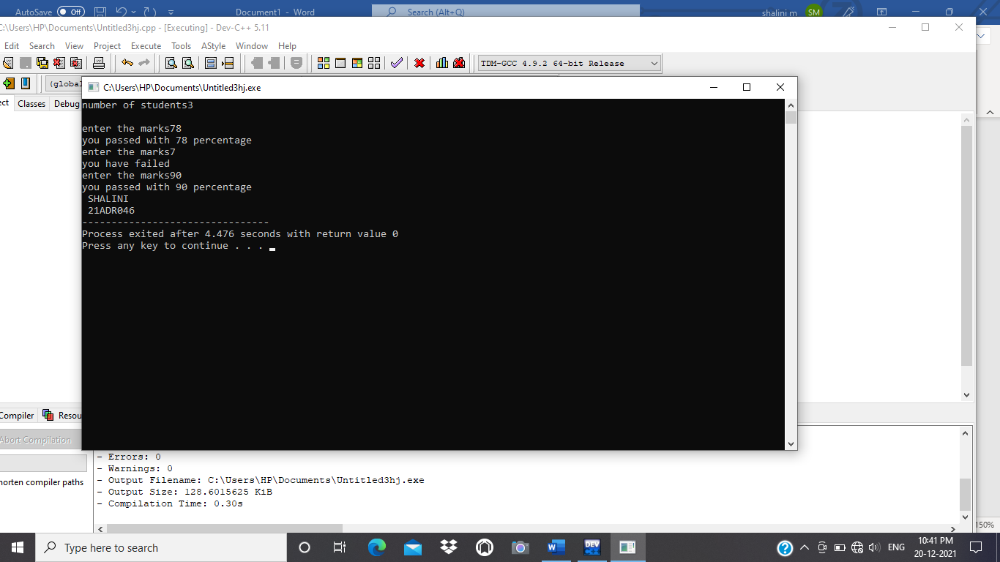 AutoSave Off Document1 - Word Search (Alt+Q) shalini m SM
C:\Users\HP\Documents\Untitled3hj.cpp - [Executing] - Dev-C++ 5.11
Edit Search View Project Execute Tools AStyle Window Help
TDM-GCC 4.9.2 64-bit Release
(global
C:\Users\HP\Documents\Untitled3hj.exe
ect Classes Debug
number of students3
enter the marks78
you passed with 78 percentage
enter the marks7
you have failed
enter the marks90
you passed with 90 percentage
SHALINI
21ADR046
--------------------------------
Process exited after 4.476 seconds with return value 0
Press any key to continue . . .
Compiler Resou
Abort Compilation
- Errors: 0
- Warnings: 0
horten compiler paths
- Output Filename: C:\Users\HP\Documents\Untitled3hj.exe
- Output Size: 128.6015625 KiB
- Compilation Time: 0.30s
150%
Type here to search
W
DEV
ENG
10:41 PM
20-12-2021